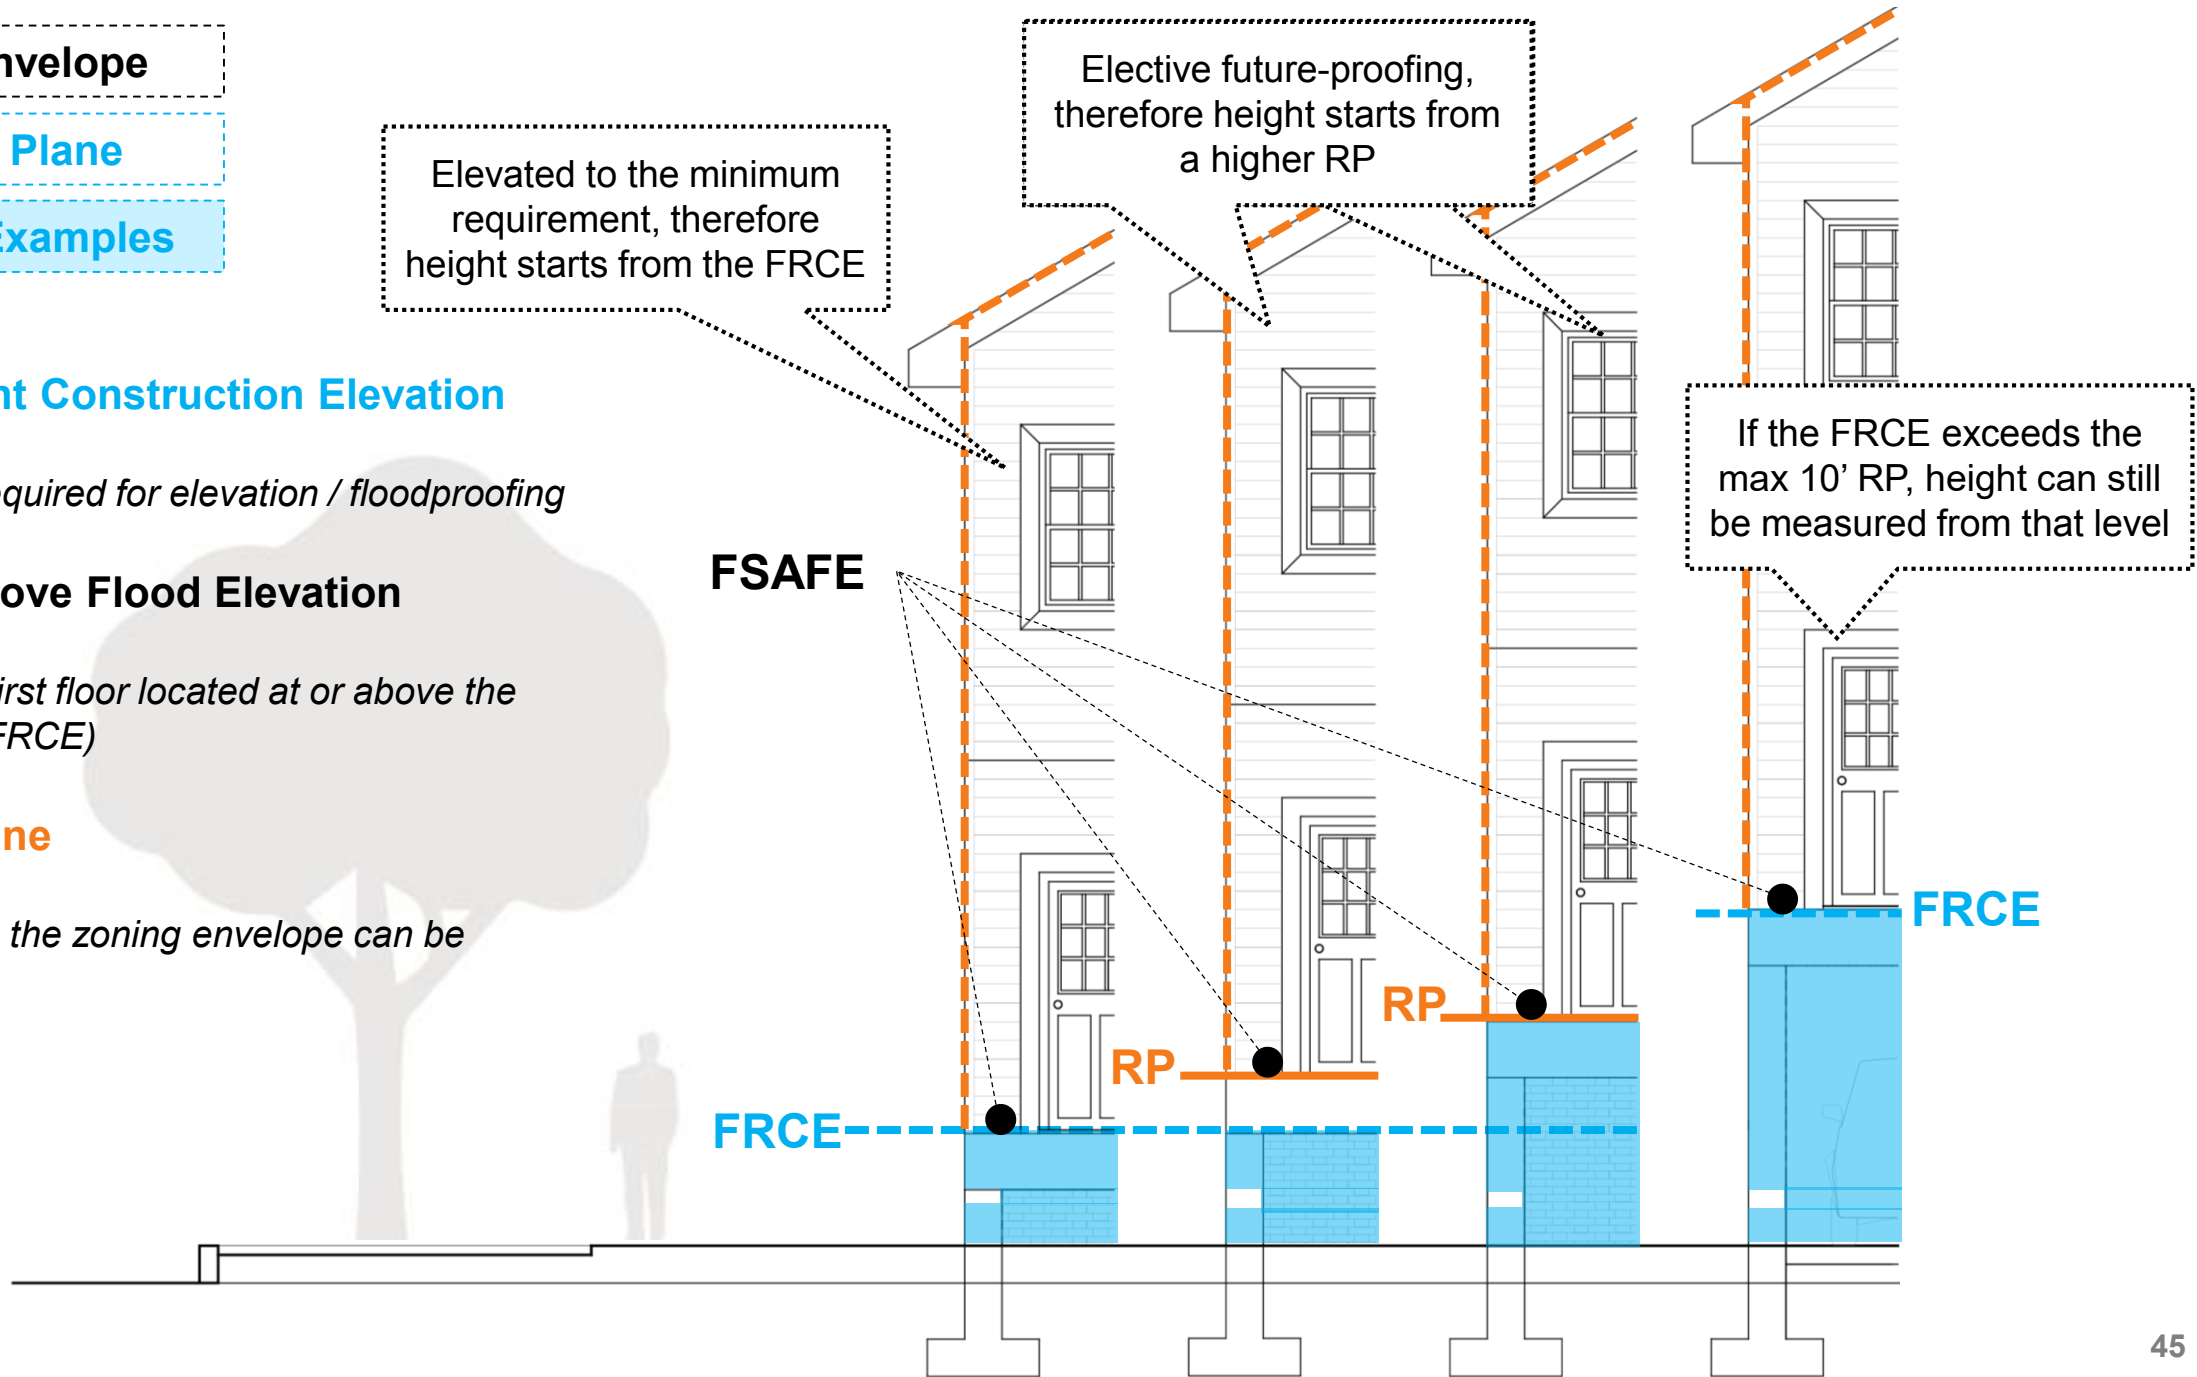 nvelope
Plane
Examples
nt Construction Elevation
equired for elevation / floodproofing
ove Flood Elevation
irst floor located at or above the
FRCE)
ne
the zoning envelope can be
Elevated to the minimum
requirement, therefore
height starts from the FRCE
Elective future-proofing,
therefore height starts from
a higher RP
If the FRCE exceeds the
max 10’ RP, height can still
be measured from that level
FSAFE
FRCE
RP
RP
FRCE
45